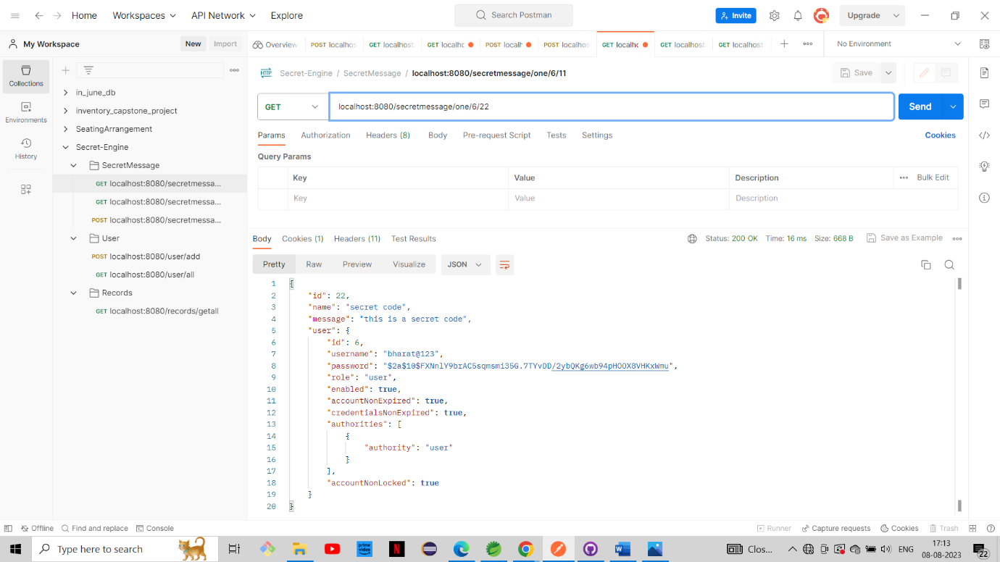 Home Workspaces API Network Explore Search Postman Invite Upgrade
My Workspace New Import Overview POST localhos GET localhost: GET localhc POST localh POST localhos GET localhc GET localhost: GET localhost No Environment
Collections
Environments
History
in_june_db
inventory_capstone_project
SeatingArrangement
Secret-Engine
SecretMessage
GET localhost:8080/secretmessa...
GET localhost:8080/secretmessa...
POST localhost:8080/secretmessa...
User
POST localhost:8080/user/add
GET localhost:8080/user/all
Records
GET localhost:8080/records/getall
HTTP Secret-Engine / SecretMessage / localhost:8080/secretmessage/one/6/11 Save
GET localhost:8080/secretmessage/one/6/22 Send
Params Authorization Headers (8) Body Pre-request Script Tests Settings Cookies
Query Params
Key Value Description Bulk Edit
Key Value Description
Body Cookies (1) Headers (11) Test Results Status: 200 OK Time: 16 ms Size: 668 B Save as Example
Pretty Raw Preview Visualize JSON
1 {
2 "id": 22,
3 "name": "secret code",
4 "message": "this is a secret code",
5 "user": {
6 "id": 6,
7 "username": "bharat@123",
8 "password": "$2a$10$FXNnlY9brAC5sqmsmi35G.7TYvDD/2ybQKg6wb94pHOOX8VHKxWmu",
9 "role": "user",
10 "enabled": true,
11 "accountNonExpired": true,
12 "credentialsNonExpired": true,
13 "authorities": [
14 {
15 "authority": "user"
16 }
17 ],
18 "accountNonLocked": true
19 }
20 }
Offline Find and replace Console Runner Capture requests Cookies Trash
Type here to search prime video N W Clos... ENG 17:13
08-08-2023 22